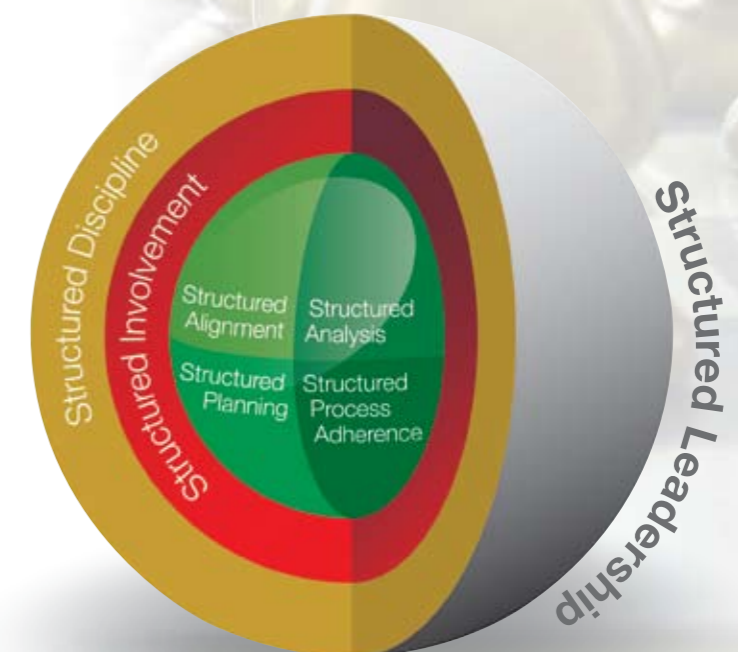 Structured Discipline
Structured Involvement
Structured
Alignment
Structured
Analysis
Structured
Planning
Structured
Process
Adherence
Structured Leadership